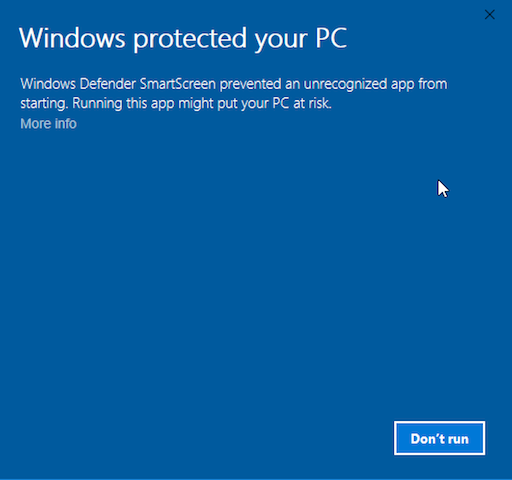 Windows protected your PC
Windows Defender SmartScreen prevented an unrecognized app from
starting. Running this app might put your PC at risk.
More info
Don't run